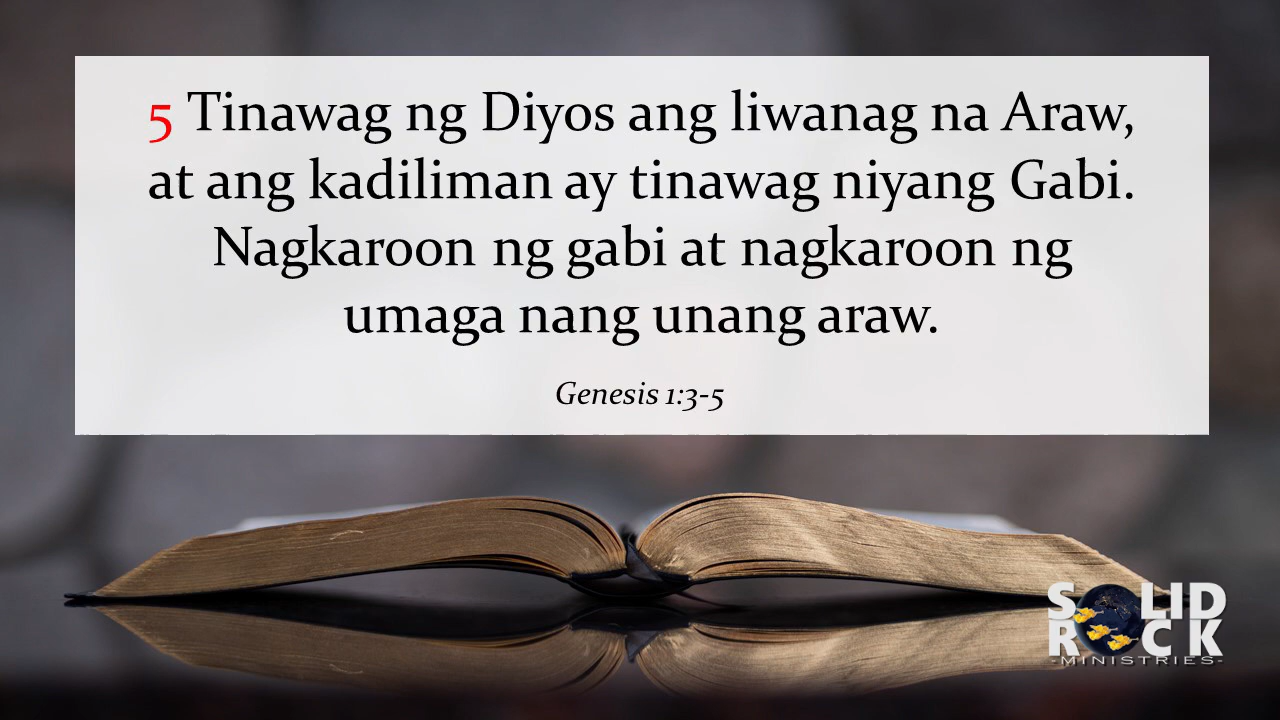 5 Tinawag ng Diyos ang liwanag na Araw,
at ang kadiliman ay tinawag niyang Gabi.
Nagkaroon ng gabi at nagkaroon ng
umaga nang unang araw.
Genesis 1:3-5
SOLID
ROCK
-MINISTRIES-